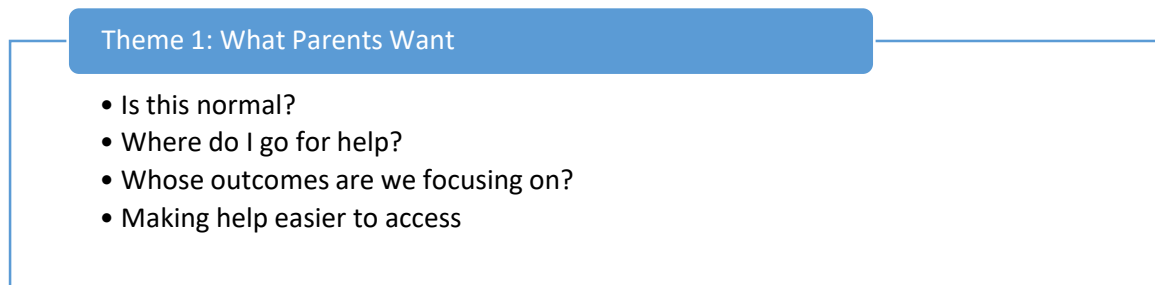 Theme 1: What Parents Want
• Is this normal?
• Where do I go for help?
• Whose outcomes are we focusing on?
• Making help easier to access